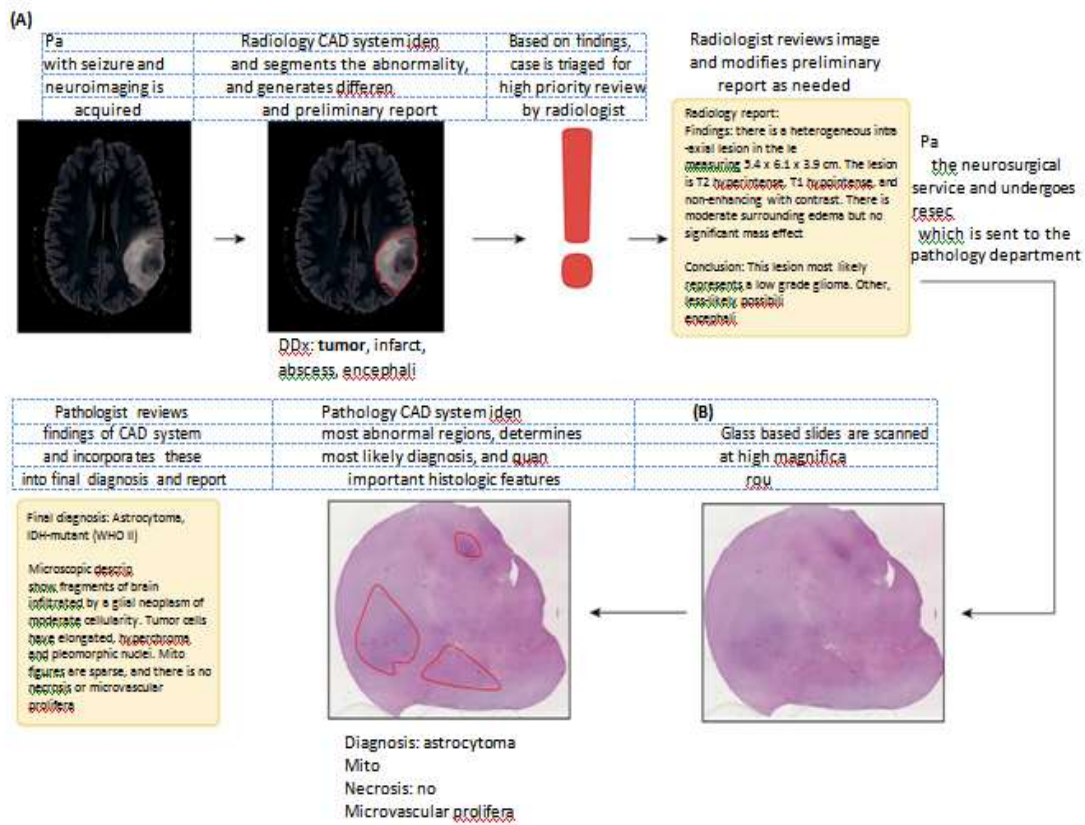 (A)
Pa
with seizure and
neuroimaging is
acquired
Radiology CAD system iden
and segments the abnormality,
and generates differen
and preliminary report
Based on findings,
case is triaged for
high priority review
by radiologist
Radiologist reviews image
and modifies preliminary
report as needed
Radiology report:
Findings: there is a heterogeneous intra
-axial lesion in the le
measuring 5.4 x 6.1 x 3.9 cm. The lesion
is T2 hyperintense, T1 hypointense, and
non-enhancing with contrast. There is
moderate surrounding edema but no
significant mass effect
Conclusion: This lesion most likely
represents a low grade glioma. Other,
less-likely, possibili
encephali
Pa
the neurosurgical
service and undergoes
resec
which is sent to the
pathology department
DDx: tumor, infarct,
abscess, encephali
Pathologist reviews
findings of CAD system
and incorporates these
into final diagnosis and report
Pathology CAD system iden
most abnormal regions, determines
most likely diagnosis, and quan
important histologic features
(B)
Glass based slides are scanned
at high magnifica
rou
Final diagnosis: Astrocytoma,
IDH-mutant (WHO II)
Microscopic descrip
show fragments of brain
infiltrated by a glial neoplasm of
moderate cellularity. Tumor cells
have elongated, hyperchroma
and pleomorphic nuclei. Mito
figures are sparse, and there is no
necrosis or microvascular
prolifera
Diagnosis: astrocytoma
Mito
Necrosis: no
Microvascular prolifera